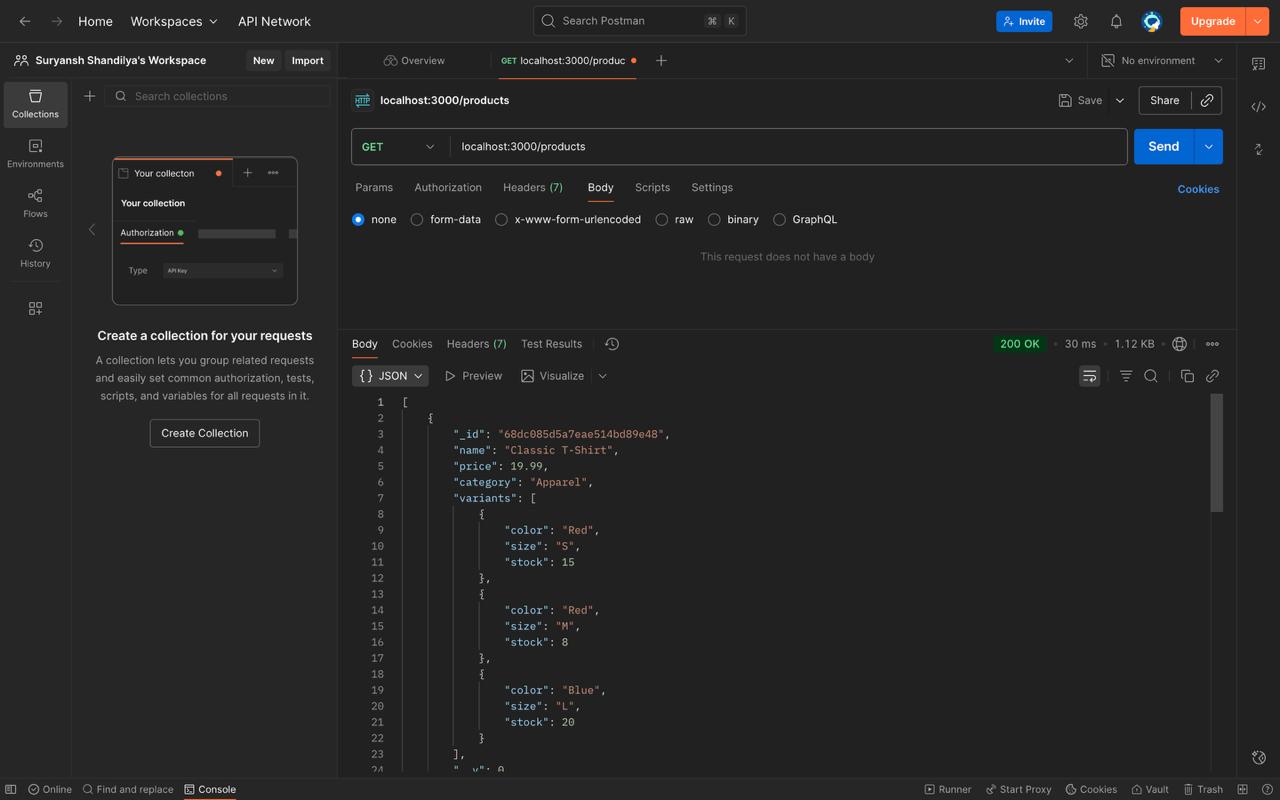 Home Workspaces API Network Search Postman ⌘ K Invite Upgrade
Suryansh Shandilya's Workspace New Import Overview GET localhost:3000/produc No environment
Collections
Environments
Flows
History
Search collections
Your collecton
Your collection
Authorization
Type API Key
Create a collection for your requests
A collection lets you group related requests
and easily set common authorization, tests,
scripts, and variables for all requests in it.
Create Collection
HTTP localhost:3000/products Save Share
GET localhost:3000/products Send
Params Authorization Headers (7) Body Scripts Settings Cookies
none form-data x-www-form-urlencoded raw binary GraphQL
This request does not have a body
Body Cookies Headers (7) Test Results 200 OK 30 ms 1.12 KB
{} JSON Preview Visualize
1 [
2 {
3 "_id": "68dc085d5a7eae514bd89e48",
4 "name": "Classic T-Shirt",
5 "price": 19.99,
6 "category": "Apparel",
7 "variants": [
8 {
9 "color": "Red",
10 "size": "S",
11 "stock": 15
12 },
13 {
14 "color": "Red",
15 "size": "M",
16 "stock": 8
17 },
18 {
19 "color": "Blue",
20 "size": "L",
21 "stock": 20
22 }
23 ],
24 "__v": 0
Online Find and replace Console Runner Start Proxy Cookies Vault Trash